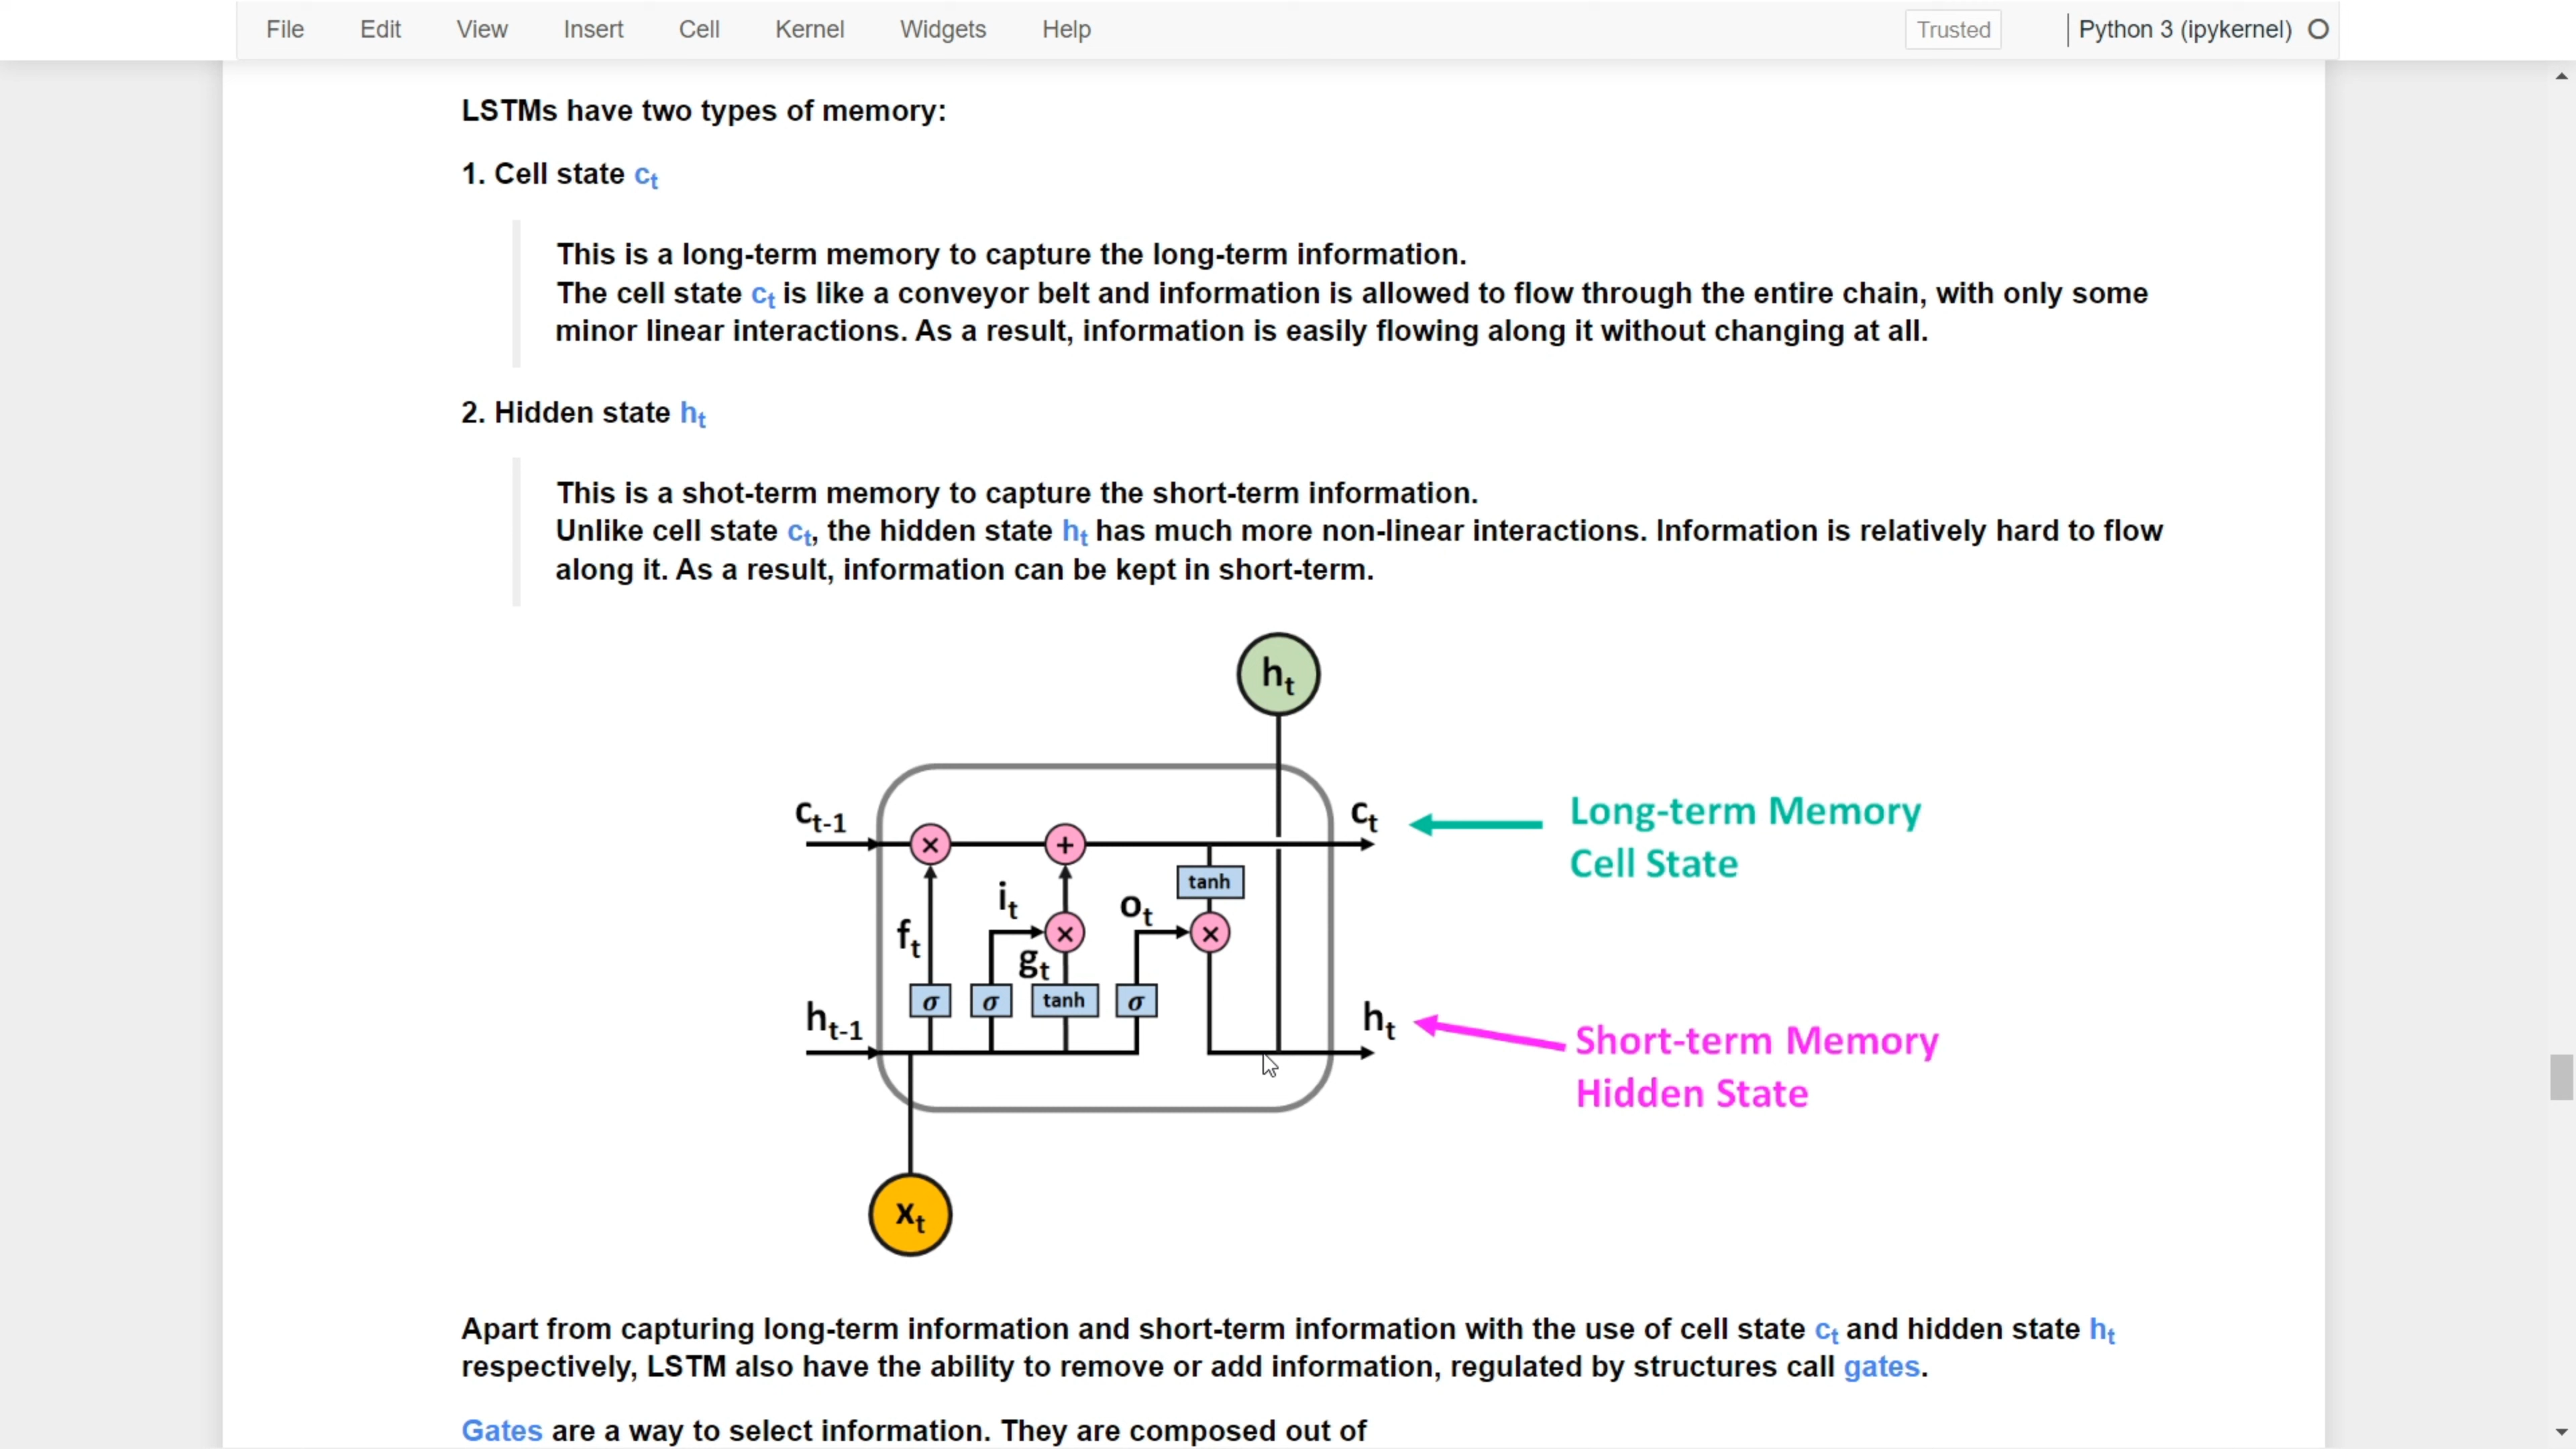 File Edit View Insert Cell Kernel Widgets Help Trusted Python 3 (ipykernel)
LSTMs have two types of memory:
1. Cell state ct
This is a long-term memory to capture the long-term information.
The cell state ct is like a conveyor belt and information is allowed to flow through the entire chain, with only some
minor linear interactions. As a result, information is easily flowing along it without changing at all.
2. Hidden state ht
This is a shot-term memory to capture the short-term information.
Unlike cell state ct, the hidden state ht has much more non-linear interactions. Information is relatively hard to flow
along it. As a result, information can be kept in short-term.
ht
ct-1
ct
Long-term Memory
Cell State
×
+
tanh
it
ot
ft
×
×
gt
σ
σ
tanh
σ
ht-1
ht
Short-term Memory
Hidden State
xt
Apart from capturing long-term information and short-term information with the use of cell state ct and hidden state ht
respectively, LSTM also have the ability to remove or add information, regulated by structures call gates.
Gates are a way to select information. They are composed out of